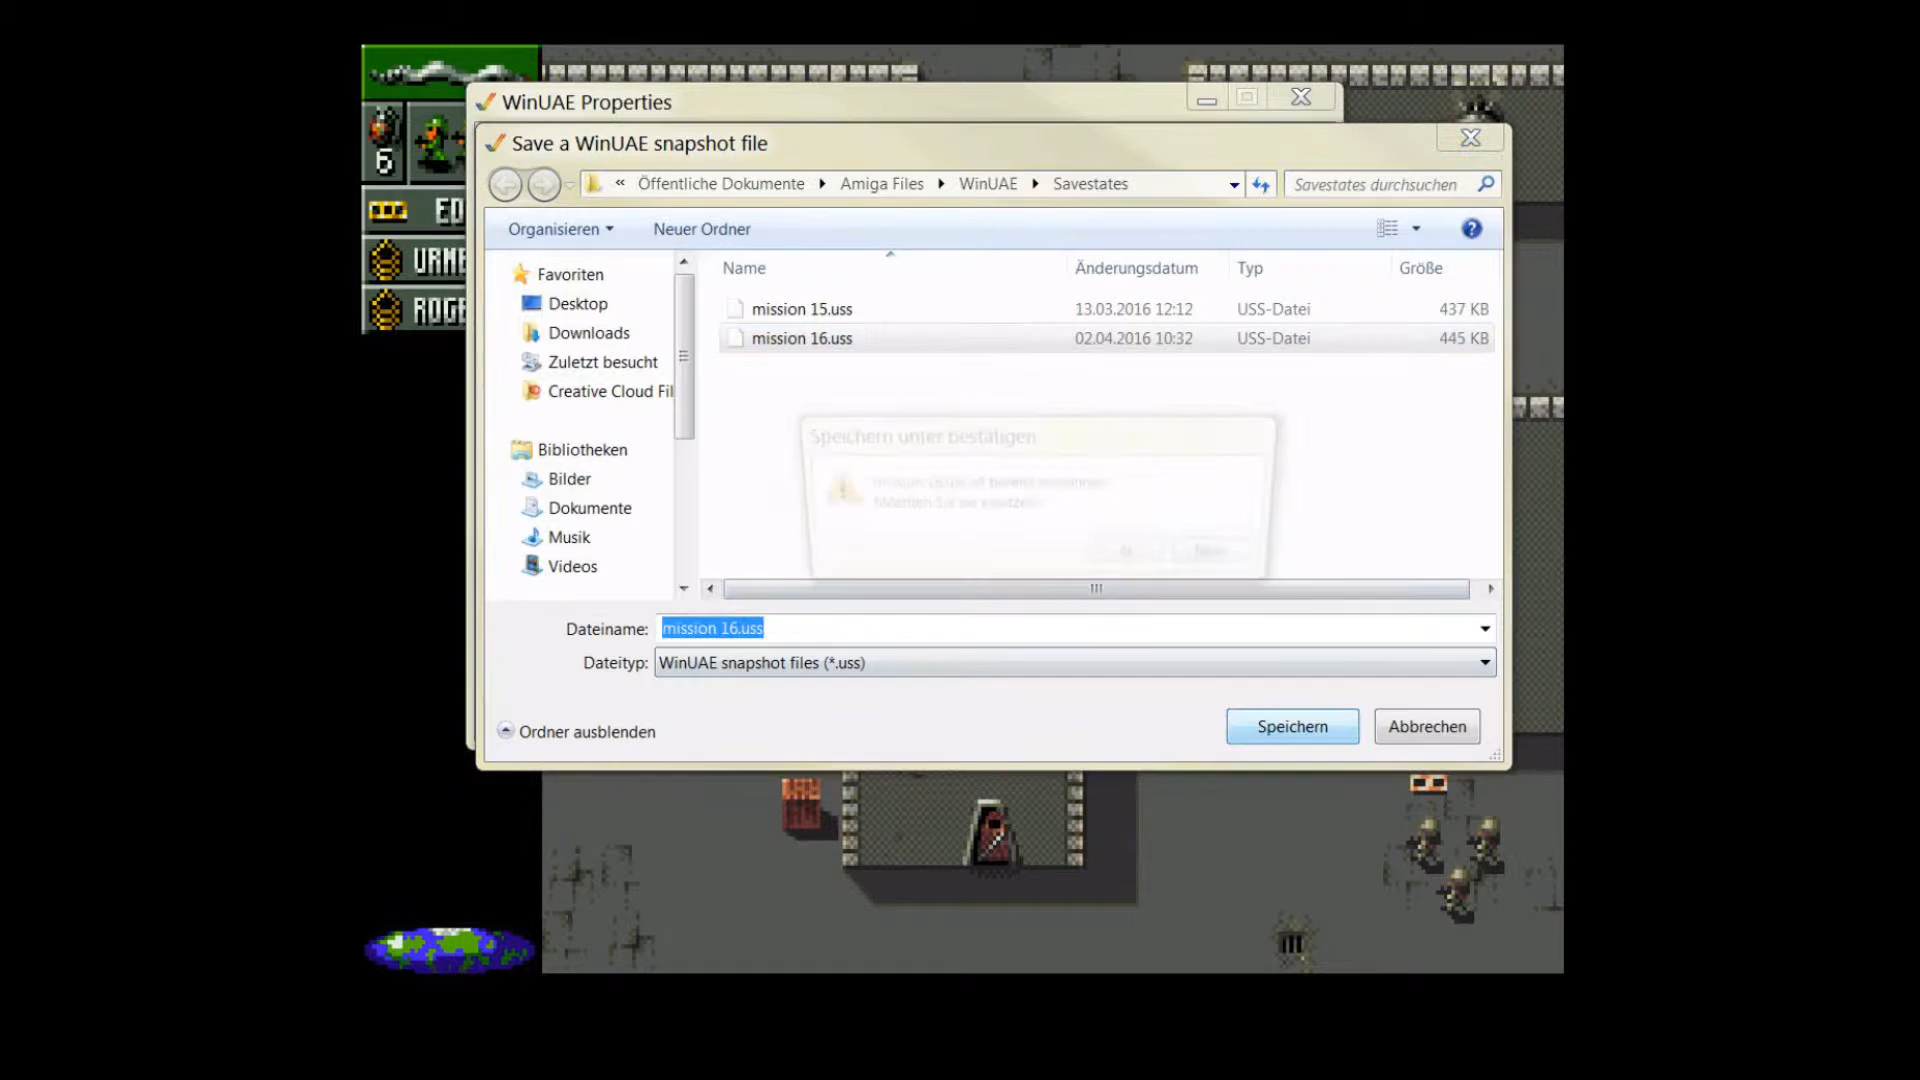 WinUAE Properties
Save a WinUAE snapshot file
6
« Öffentliche Dokumente Amiga Files WinUAE Savestates
Savestates durchsuchen
Organisieren Neuer Ordner
ED
URME
ROGE
Name Änderungsdatum Typ Größe
mission 15.uss 13.03.2016 12:12 USS-Datei 437 KB
mission 16.uss 02.04.2016 10:32 USS-Datei 445 KB
Favoriten
Desktop
Downloads
Zuletzt besucht
Creative Cloud Fil
Bibliotheken
Bilder
Dokumente
Musik
Videos
Speichern unter bestätigen
Dateiname: mission 16.uss
Dateityp: WinUAE snapshot files (*.uss)
Ordner ausblenden
Speichern Abbrechen